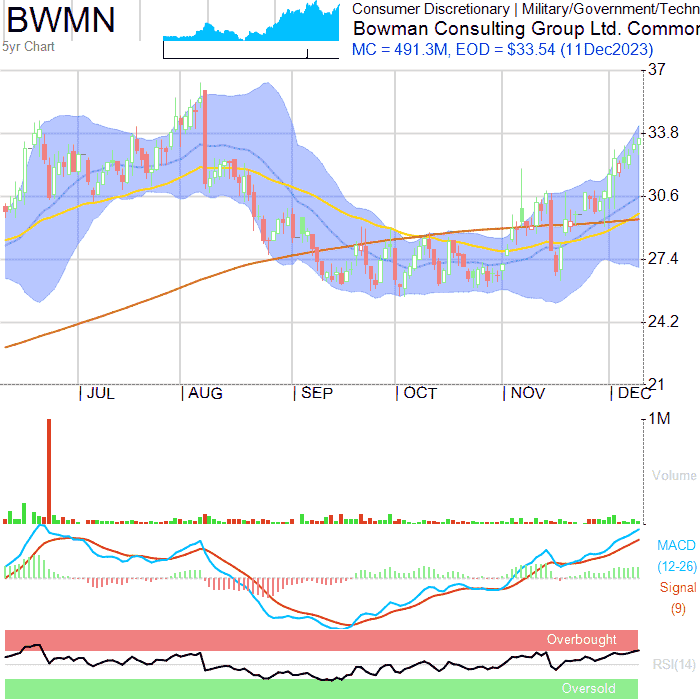 BWMN
5yr Chart
Consumer Discretionary | Military/Government/Techn
Bowman Consulting Group Ltd. Common
MC = 491.3M, EOD = $33.54 (11Dec2023)
37
33.8
30.6
27.4
24.2
21
JUL
AUG
SEP
OCT
NOV
DEC
1M
Volume
MACD
(12-26)
Signal
(9)
Overbought
RSI(14)
Oversold